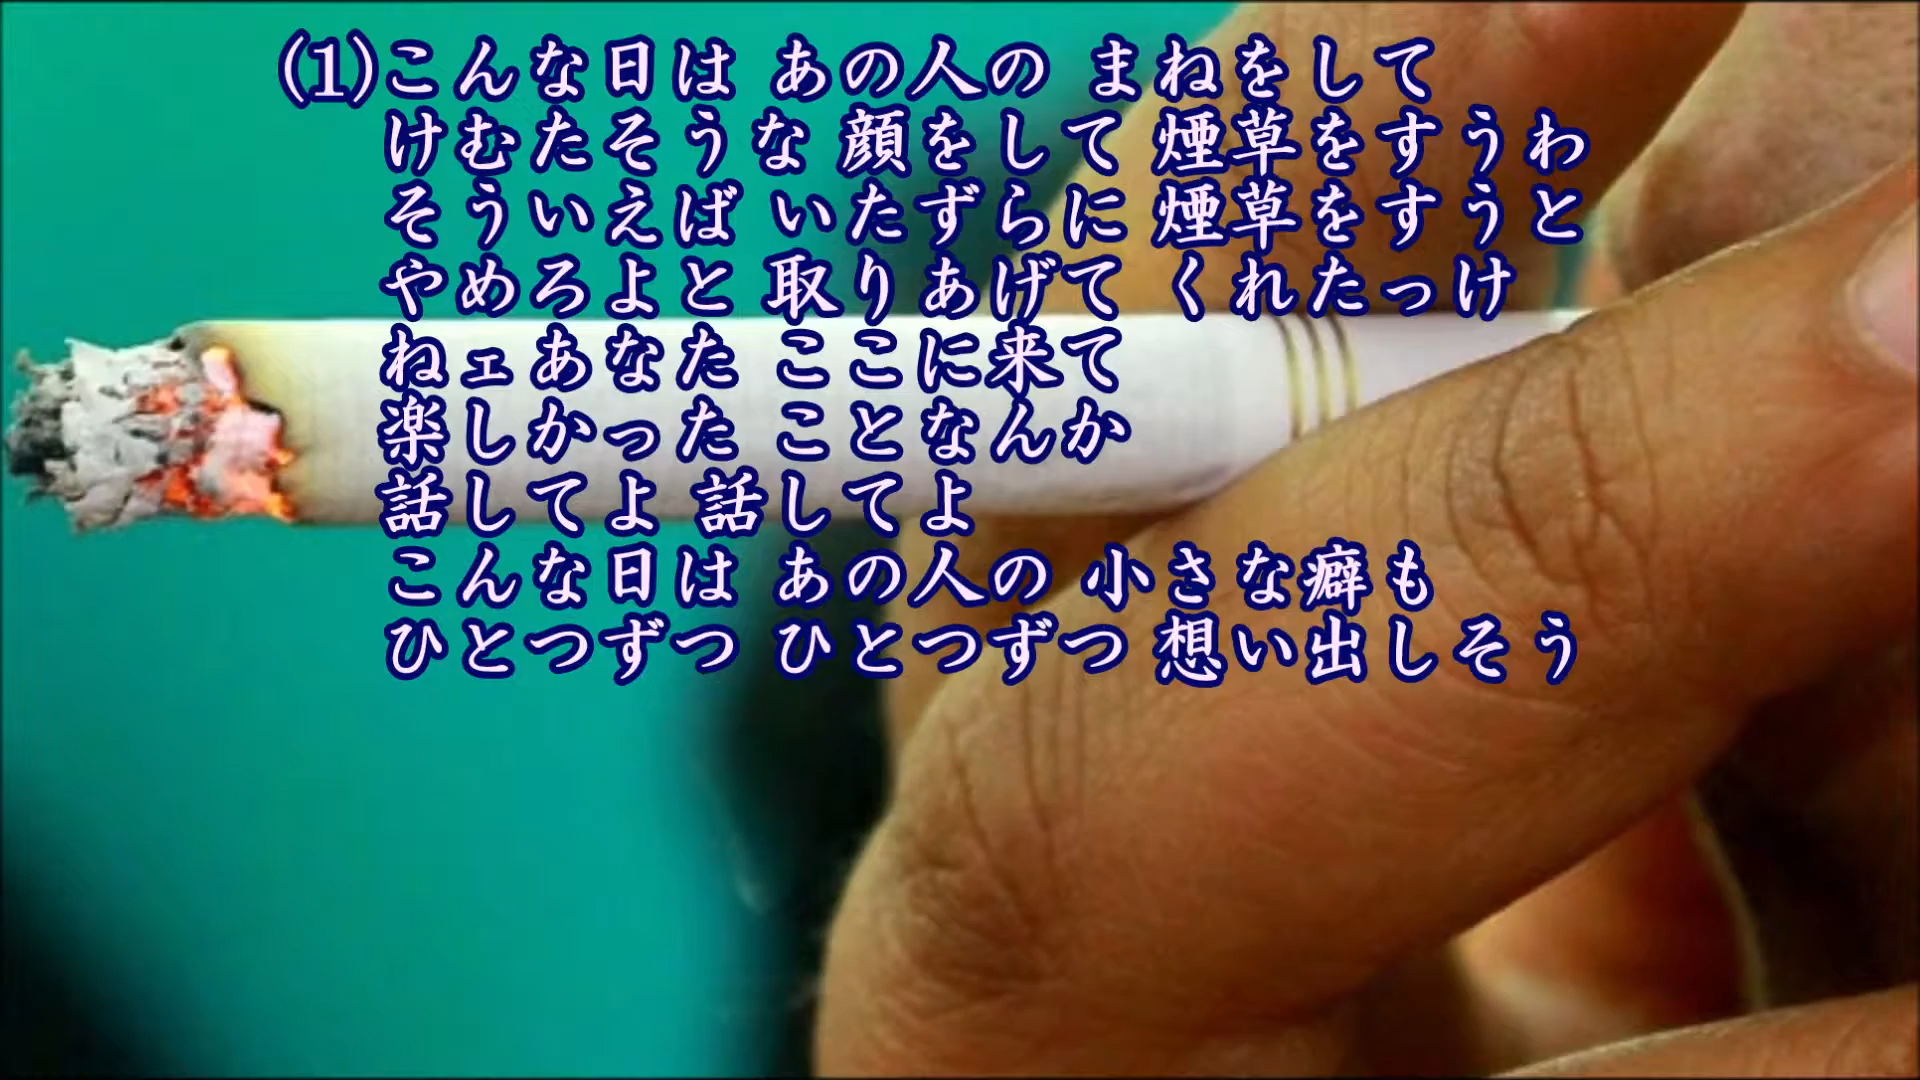 (1)こんな日は あの人の まねをして
けむたそうな 顔をして 煙草をすうわ
そういえば いたずらに 煙草をすうと
やめろよと 取りあげて くれたっけ
ねェあなた ここに来て
楽しかった ことなんか
話してよ 話してよ
こんな日は あの人の 小さな癖も
ひとつずつ ひとつずつ 想い出しそう